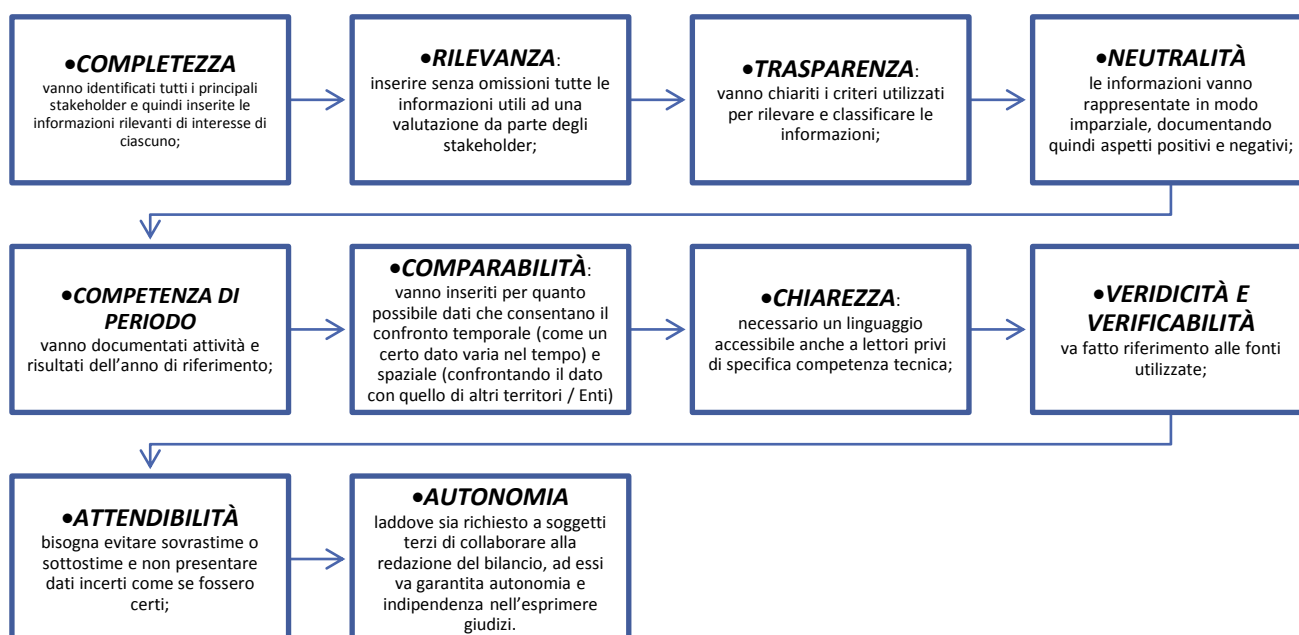 •COMPLETEZZA
vanno identificati tutti i principali
stakeholder e quindi inserite le
informazioni rilevanti di interesse di
ciascuno;
•RILEVANZA:
inserire senza omissioni tutte le
informazioni utili ad una
valutazione da parte degli
stakeholder;
•TRASPARENZA:
vanno chiariti i criteri utilizzati
per rilevare e classificare le
informazioni;
•NEUTRALITÀ
le informazioni vanno
rappresentate in modo
imparziale, documentando
quindi aspetti positivi e negativi;
•COMPETENZA DI
PERIODO
vanno documentati attività e
risultati dell’anno di riferimento;
•COMPARABILITÀ:
vanno inseriti per quanto
possibile dati che consentano il
confronto temporale (come un
certo dato varia nel tempo) e
spaziale (confrontando il dato
con quello di altri territori / Enti)
•CHIAREZZA:
necessario un linguaggio
accessibile anche a lettori privi
di specifica competenza tecnica;
•VERIDICITÀ E
VERIFICABILITÀ
va fatto riferimento alle fonti
utilizzate;
•ATTENDIBILITÀ
bisogna evitare sovrastime o
sottostime e non presentare
dati incerti come se fossero
certi;
•AUTONOMIA
laddove sia richiesto a soggetti
terzi di collaborare alla
redazione del bilancio, ad essi
va garantita autonomia e
indipendenza nell’esprimere
giudizi.